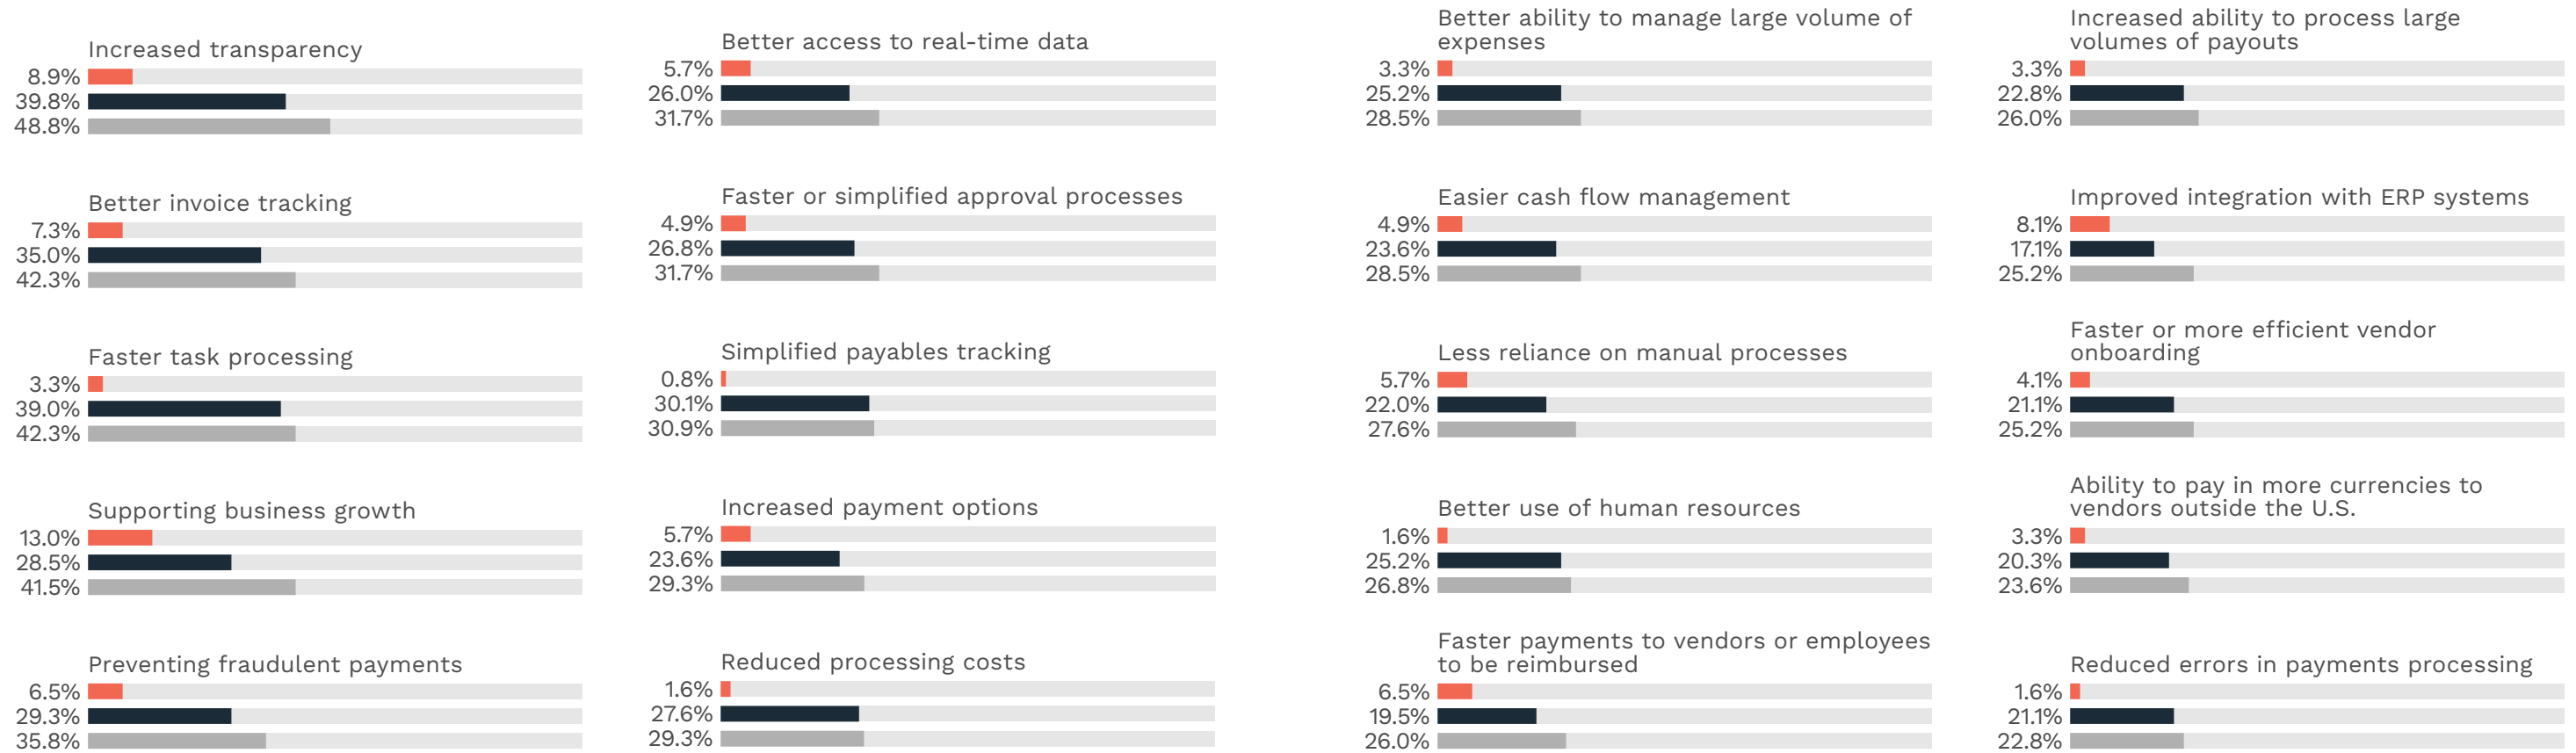 Increased transparency
8.9%
39.8%
48.8%
Better invoice tracking
7.3%
35.0%
42.3%
Faster task processing
3.3%
39.0%
42.3%
Supporting business growth
13.0%
28.5%
41.5%
Preventing fraudulent payments
6.5%
29.3%
35.8%
Better access to real-time data
5.7%
26.0%
31.7%
Faster or simplified approval processes
4.9%
26.8%
31.7%
Simplified payables tracking
0.8%
30.1%
30.9%
Increased payment options
5.7%
23.6%
29.3%
Reduced processing costs
1.6%
27.6%
29.3%
Better ability to manage large volume of
expenses
3.3%
25.2%
28.5%
Easier cash flow management
4.9%
23.6%
28.5%
Less reliance on manual processes
5.7%
22.0%
27.6%
Better use of human resources
1.6%
25.2%
26.8%
Faster payments to vendors or employees
to be reimbursed
6.5%
19.5%
26.0%
Increased ability to process large
volumes of payouts
3.3%
22.8%
26.0%
Improved integration with ERP systems
8.1%
17.1%
25.2%
Faster or more efficient vendor
onboarding
4.1%
21.1%
25.2%
Ability to pay in more currencies to
vendors outside the U.S.
3.3%
20.3%
23.6%
Reduced errors in payments processing
1.6%
21.1%
22.8%